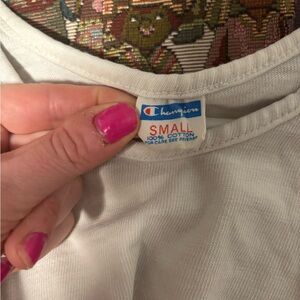 Champion
SMALL
100% COTTON
FOR CARE SEE REVERSE